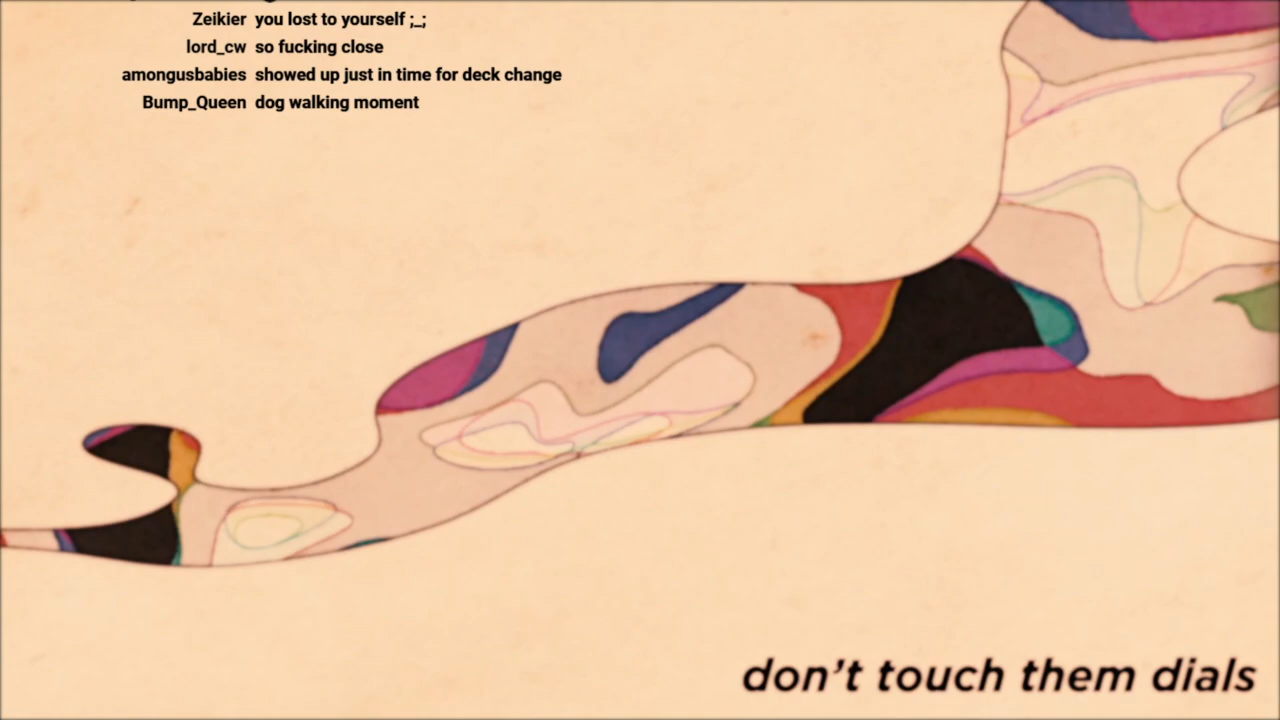 Zeikier you lost to yourself ;_;
lord_cw so fucking close
amongusbabies showed up just in time for deck change
Bump_Queen dog walking moment
don't touch them dials